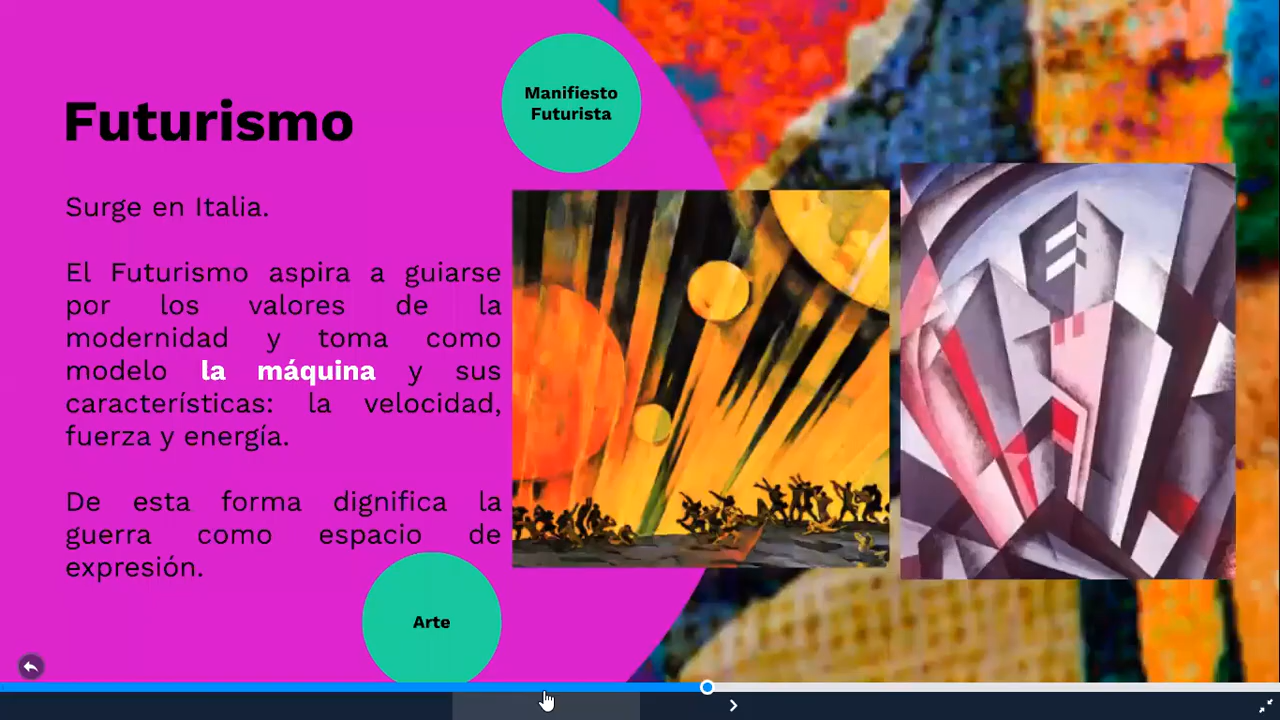 Manifiesto
Futurista
Futurismo
Surge en Italia.
El Futurismo aspira a guiarse
por los valores de la
modernidad y toma como
modelo la máquina y sus
características: la velocidad,
fuerza y energía.
De esta forma dignifica la
guerra como espacio de
expresión.
Arte